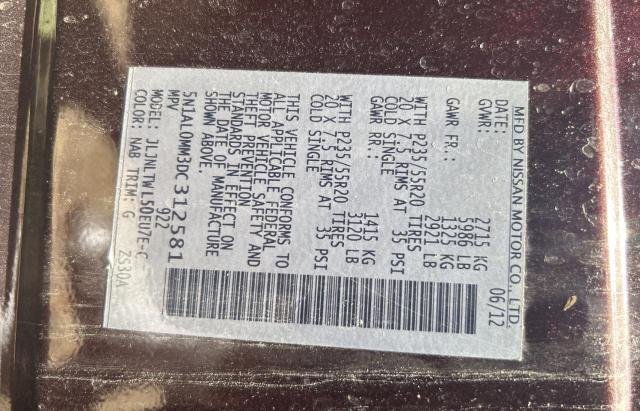 MFD BY NISSAN MOTOR CO., LTD.
DATE: 06/12
GVWR: 2715 KG
5986 LB
GAWR FR.: 1325 KG
2921 LB
WITH P235/55R20 TIRES
20 X 7.5 RIMS AT 35 PSI
COLD SINGLE
GAWR RR.: 1415 KG
3120 LB
WITH P235/55R20 TIRES
20 X 7.5 RIMS AT 35 PSI
COLD SINGLE
THIS VEHICLE CONFORMS TO
ALL APPLICABLE FEDERAL
MOTOR VEHICLE SAFETY AND
THEFT PREVENTION
STANDARDS IN EFFECT ON
THE DATE OF MANUFACTURE
SHOWN ABOVE.
5N1AL0MM3DC312581
MPV 922
MODEL: JLJNLTWL50EU7E-C
COLOR: NAB TRIM: G ZS30A